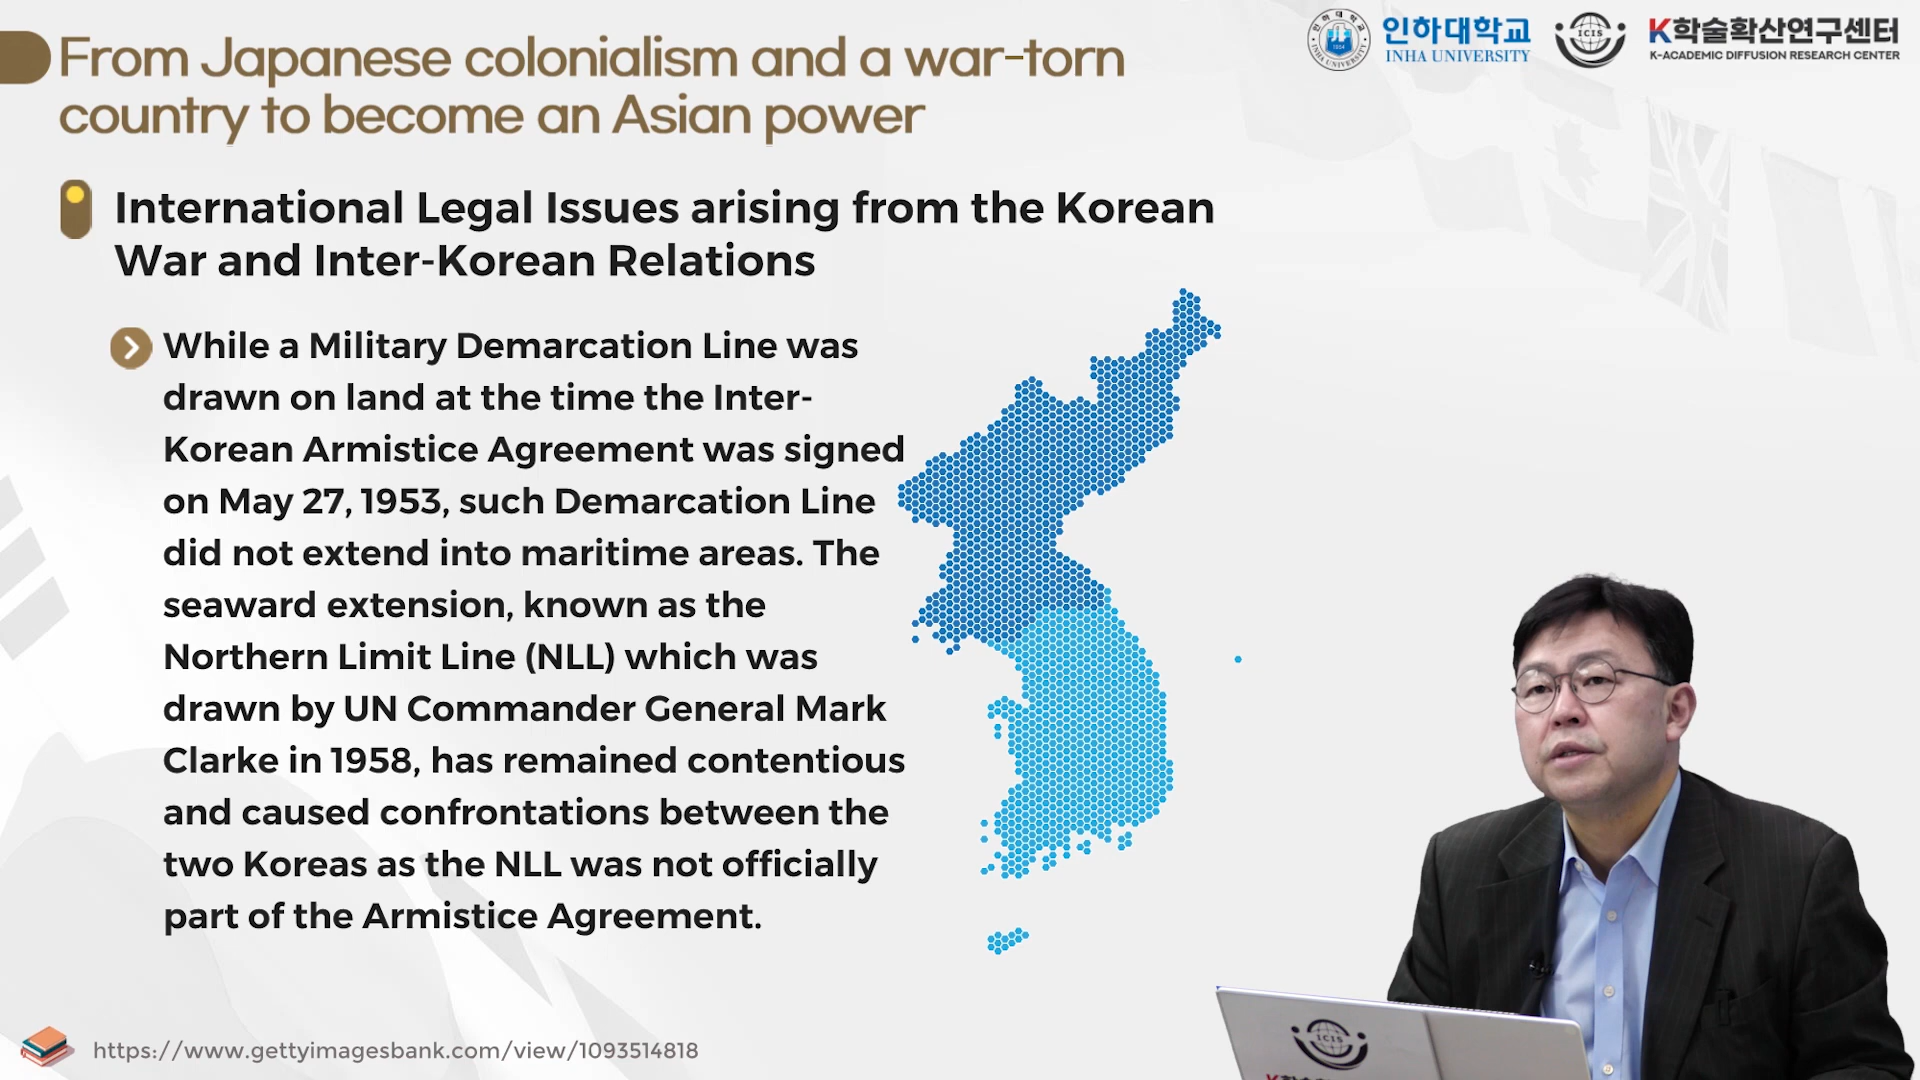 From Japanese colonialism and a war-torn
country to become an Asian power
인하대학교
INHA UNIVERSITY
ICIS
K학술확산연구센터
K-ACADEMIC DIFFUSION RESEARCH CENTER
International Legal Issues arising from the Korean
War and Inter-Korean Relations
While a Military Demarcation Line was
drawn on land at the time the Inter-
Korean Armistice Agreement was signed
on May 27, 1953, such Demarcation Line
did not extend into maritime areas. The
seaward extension, known as the
Northern Limit Line (NLL) which was
drawn by UN Commander General Mark
Clarke in 1958, has remained contentious
and caused confrontations between the
two Koreas as the NLL was not officially
part of the Armistice Agreement.
ICIS
https://www.gettyimagesbank.com/view/1093514818